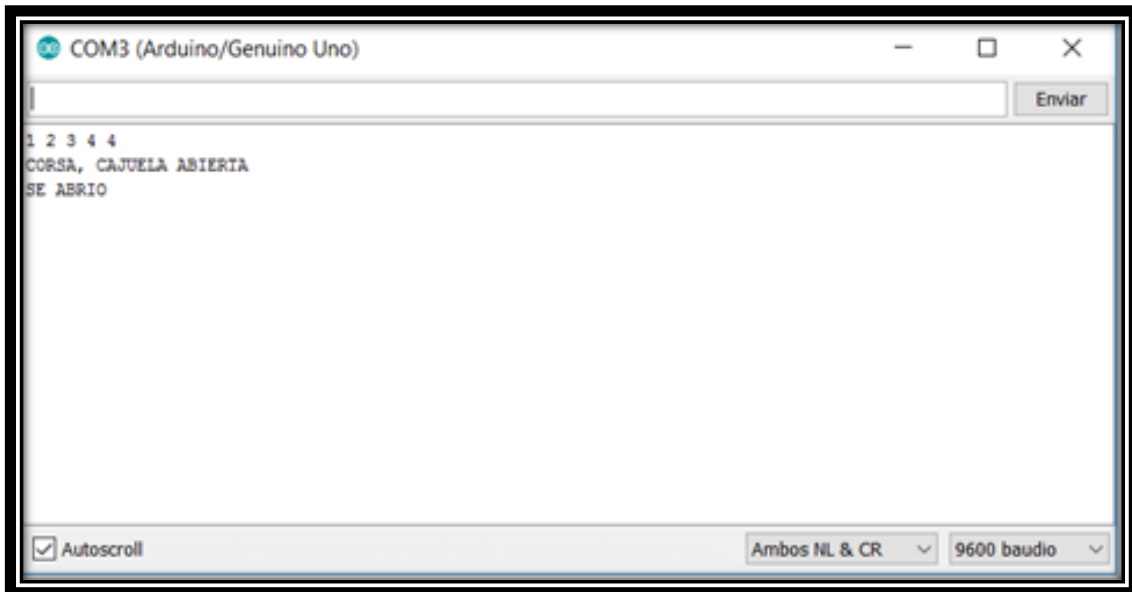 COM3 (Arduino/Genuino Uno)
Enviar
1 2 3 4 4
CORSA, CAJUELA ABIERTA
SE ABRIO
Autoscroll
Ambos NL & CR
9600 baudio